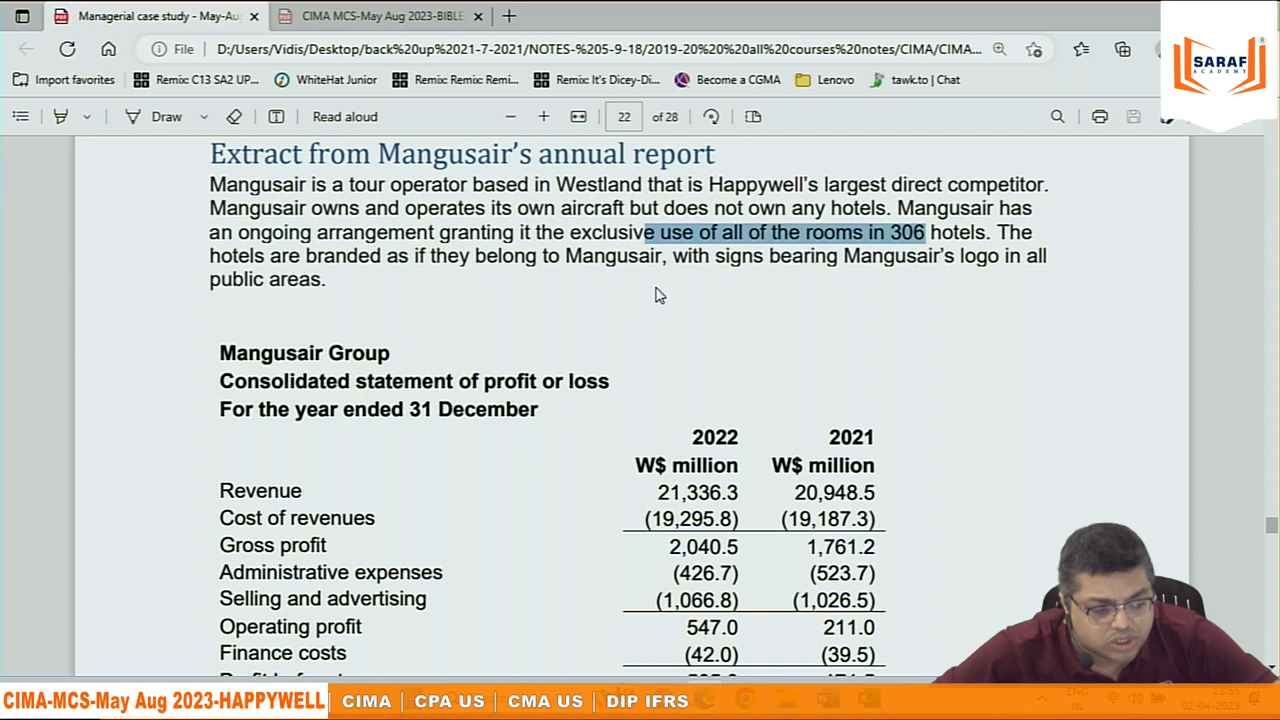 Managerial case study - May-Au
CIMA MCS-May Aug 2023-BIBLE
File
D:/Users/Vidis/Desktop/back%20up%2021-7-2021/NOTES-%205-9-18/2019-20%20%20all%20courses%20notes/CIMA/CIMA...
Import favorites
Remix: C13 SA2 UP...
WhiteHat Junior
Remix: Remix: Remi...
Remix: It's Dicey-Di...
Become a CGMA
Lenovo
tawk.to | Chat
SARAF
ACADEMY
Draw
Read aloud
22
of 28
Extract from Mangusair's annual report
Mangusair is a tour operator based in Westland that is Happywell's largest direct competitor.
Mangusair owns and operates its own aircraft but does not own any hotels. Mangusair has
an ongoing arrangement granting it the exclusive use of all of the rooms in 306 hotels. The
hotels are branded as if they belong to Mangusair, with signs bearing Mangusair's logo in all
public areas.
Mangusair Group
Consolidated statement of profit or loss
For the year ended 31 December
2022 2021
W$ million W$ million
Revenue 21,336.3 20,948.5
Cost of revenues (19,295.8) (19,187.3)
Gross profit 2,040.5 1,761.2
Administrative expenses (426.7) (523.7)
Selling and advertising (1,066.8) (1,026.5)
Operating profit 547.0 211.0
Finance costs (42.0) (39.5)
CIMA-MCS-May Aug 2023-HAPPYWELL
CIMA | CPA US | CMA US | DIP IFRS
ENG
IN
12:55
02-04-2023